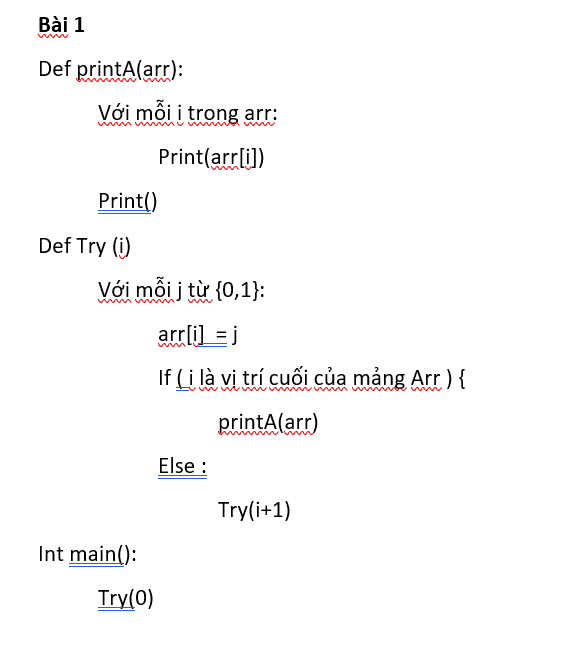 Bài 1
Def printA(arr):
Với mỗi i trong arr:
Print(arr[i])
Print()
Def Try (i)
Với mỗi j từ {0,1}:
arr[i]  = j
If ( i là vị trí cuối của mảng Arr ) {
printA(arr)
Else :
Try(i+1)
Int main():
Try(0)